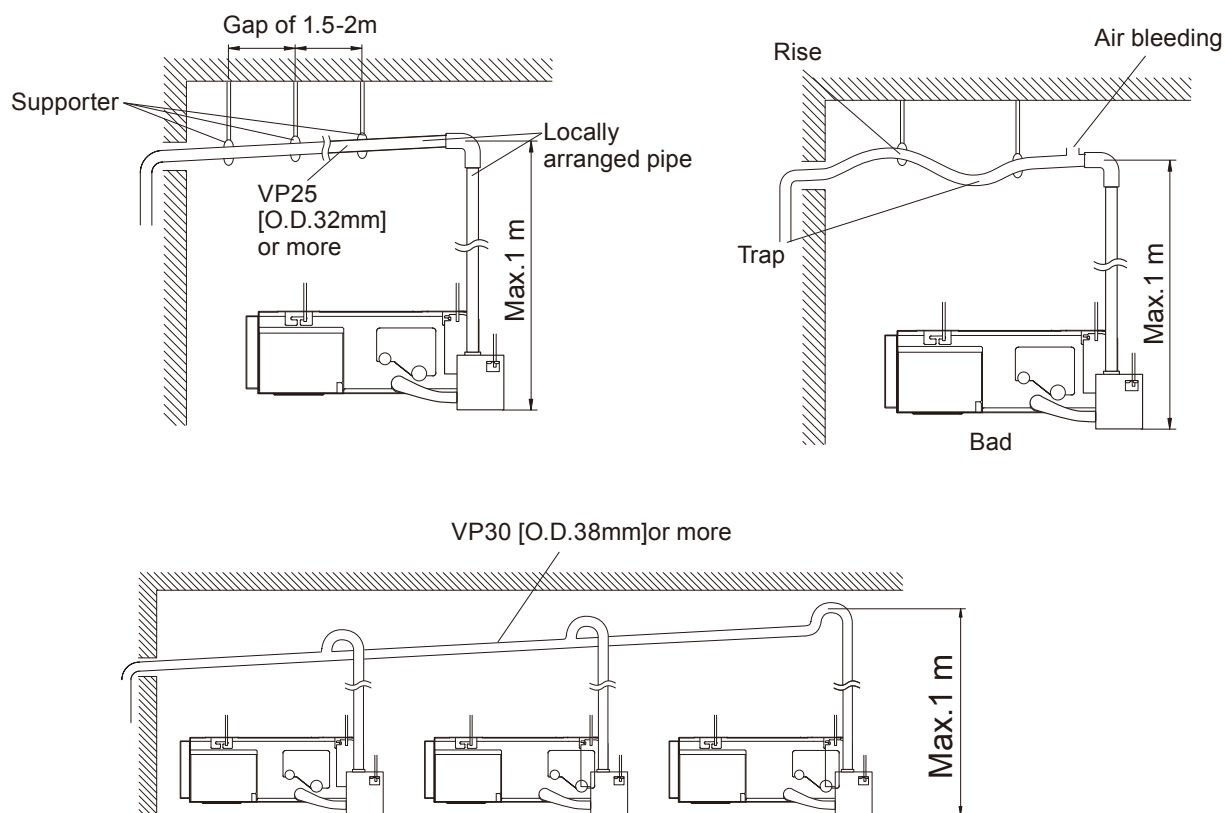 Gap of 1.5-2m
Supporter
Locally
arranged pipe
VP25
[O.D.32mm]
or more
Max.1 m
Rise
Air bleeding
Trap
Max.1 m
Bad
VP30 [O.D.38mm]or more
Max.1 m